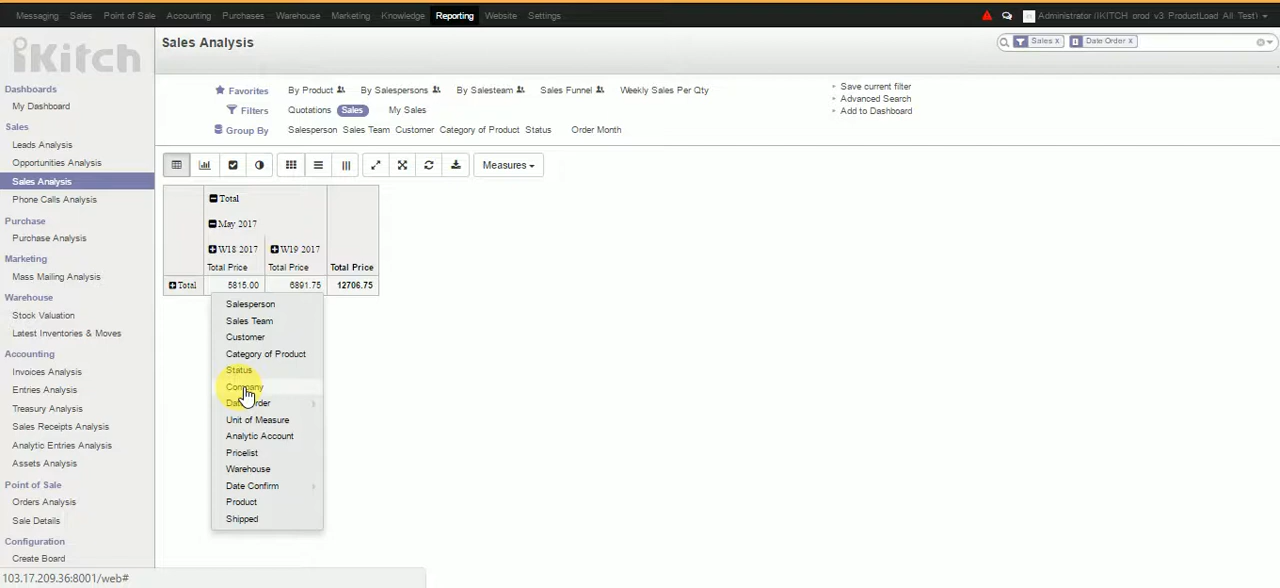 Messaging Sales Point of Sale Accounting Purchases Warehouse Marketing Knowledge Reporting Website Settings
Administrator (IKITCH_prod_v3_ProductLoad_All_Test)
iKitch
Sales Analysis
Sales x Date Order x
Favorites By Product By Salespersons By Salesteam Sales Funnel Weekly Sales Per Qty
Filters Quotations Sales My Sales
Group By Salesperson Sales Team Customer Category of Product Status Order Month
Save current filter
Advanced Search
Add to Dashboard
Measures
Dashboards
My Dashboard
Sales
Leads Analysis
Opportunities Analysis
Sales Analysis
Phone Calls Analysis
Purchase
Purchase Analysis
Marketing
Mass Mailing Analysis
Warehouse
Stock Valuation
Latest Inventories & Moves
Accounting
Invoices Analysis
Entries Analysis
Treasury Analysis
Sales Receipts Analysis
Analytic Entries Analysis
Assets Analysis
Point of Sale
Orders Analysis
Sale Details
Configuration
Create Board
Total
May 2017
W18 2017 W19 2017
Total Price Total Price Total Price
Total 5815.00 6891.75 12706.75
Salesperson
Sales Team
Customer
Category of Product
Status
Company
Date Order
Unit of Measure
Analytic Account
Pricelist
Warehouse
Date Confirm
Product
Shipped
103.17.209.36:8001/web#